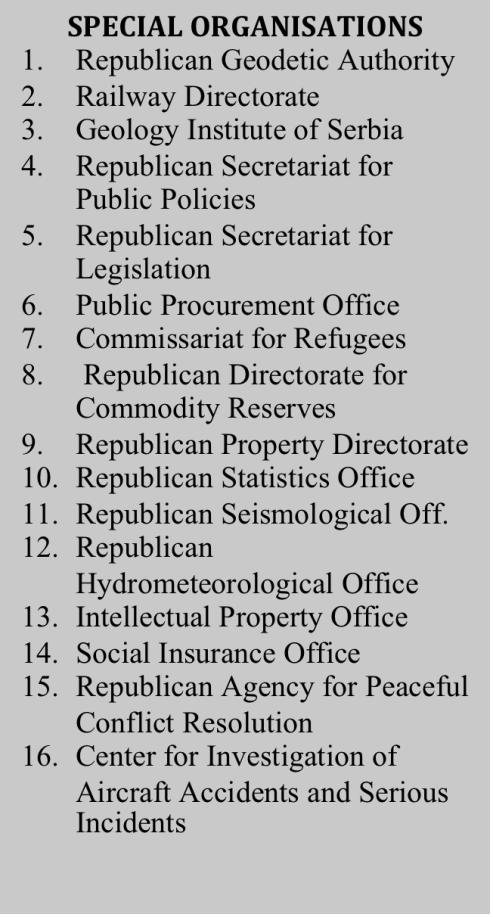 SPECIAL ORGANISATIONS
1. Republican Geodetic Authority
2. Railway Directorate
3. Geology Institute of Serbia
4. Republican Secretariat for
Public Policies
5. Republican Secretariat for
Legislation
6. Public Procurement Office
7. Commissariat for Refugees
8. Republican Directorate for
Commodity Reserves
9. Republican Property Directorate
10. Republican Statistics Office
11. Republican Seismological Off.
12. Republican
Hydrometeorological Office
13. Intellectual Property Office
14. Social Insurance Office
15. Republican Agency for Peaceful
Conflict Resolution
16. Center for Investigation of
Aircraft Accidents and Serious
Incidents